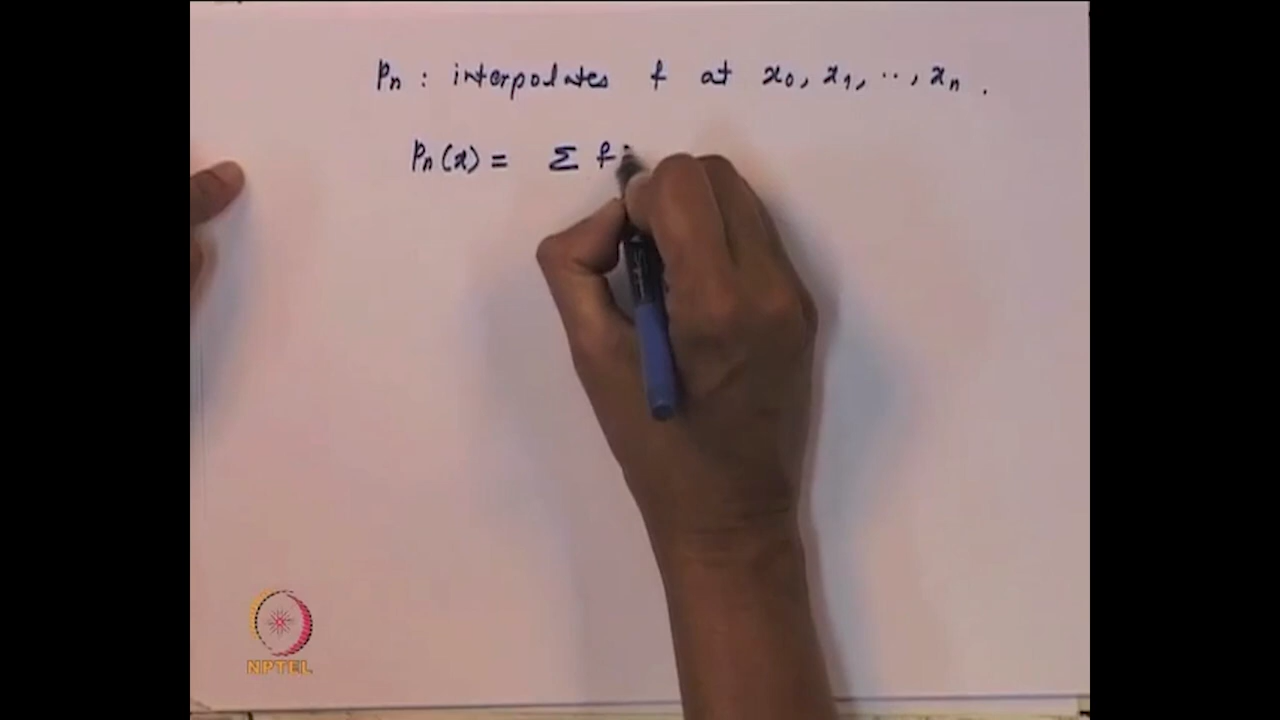 pₙ : interpolates f at x₀, x₁, .., xₙ .
pₙ(x) = Σ f
NPTEL